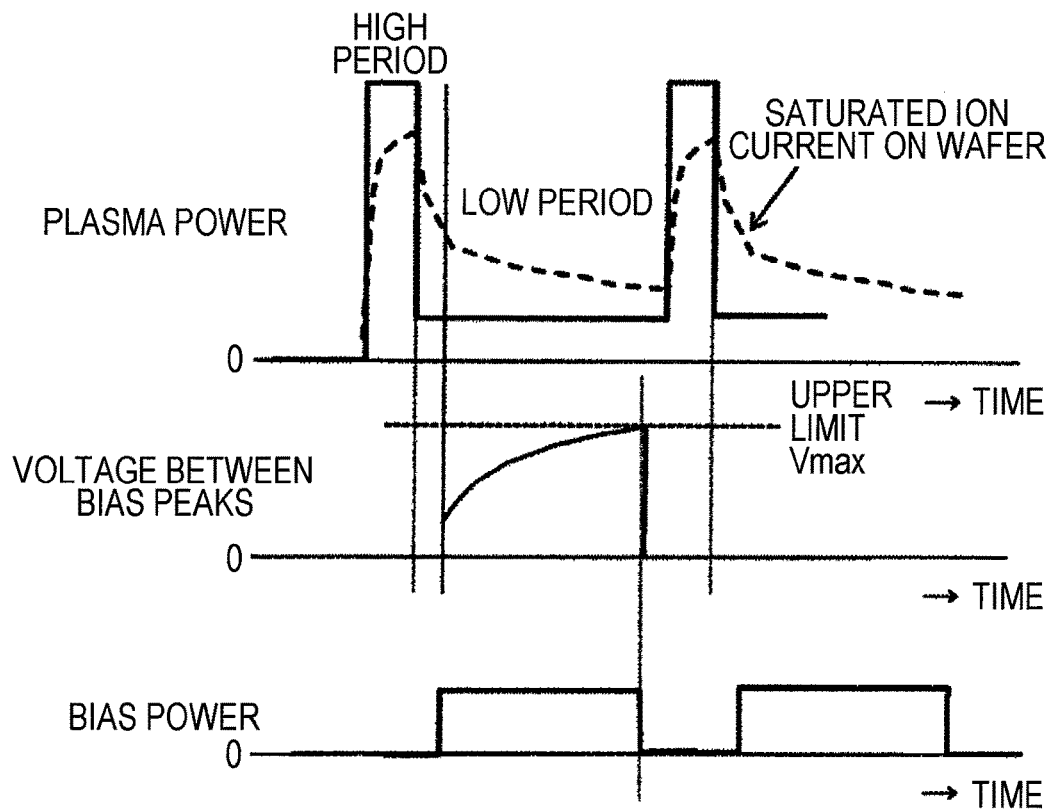 HIGH
PERIOD
SATURATED ION
CURRENT ON WAFER
LOW PERIOD
PLASMA POWER
0
→ TIME
UPPER
LIMIT
Vmax
VOLTAGE BETWEEN
BIAS PEAKS
0
→ TIME
BIAS POWER
0
→ TIME